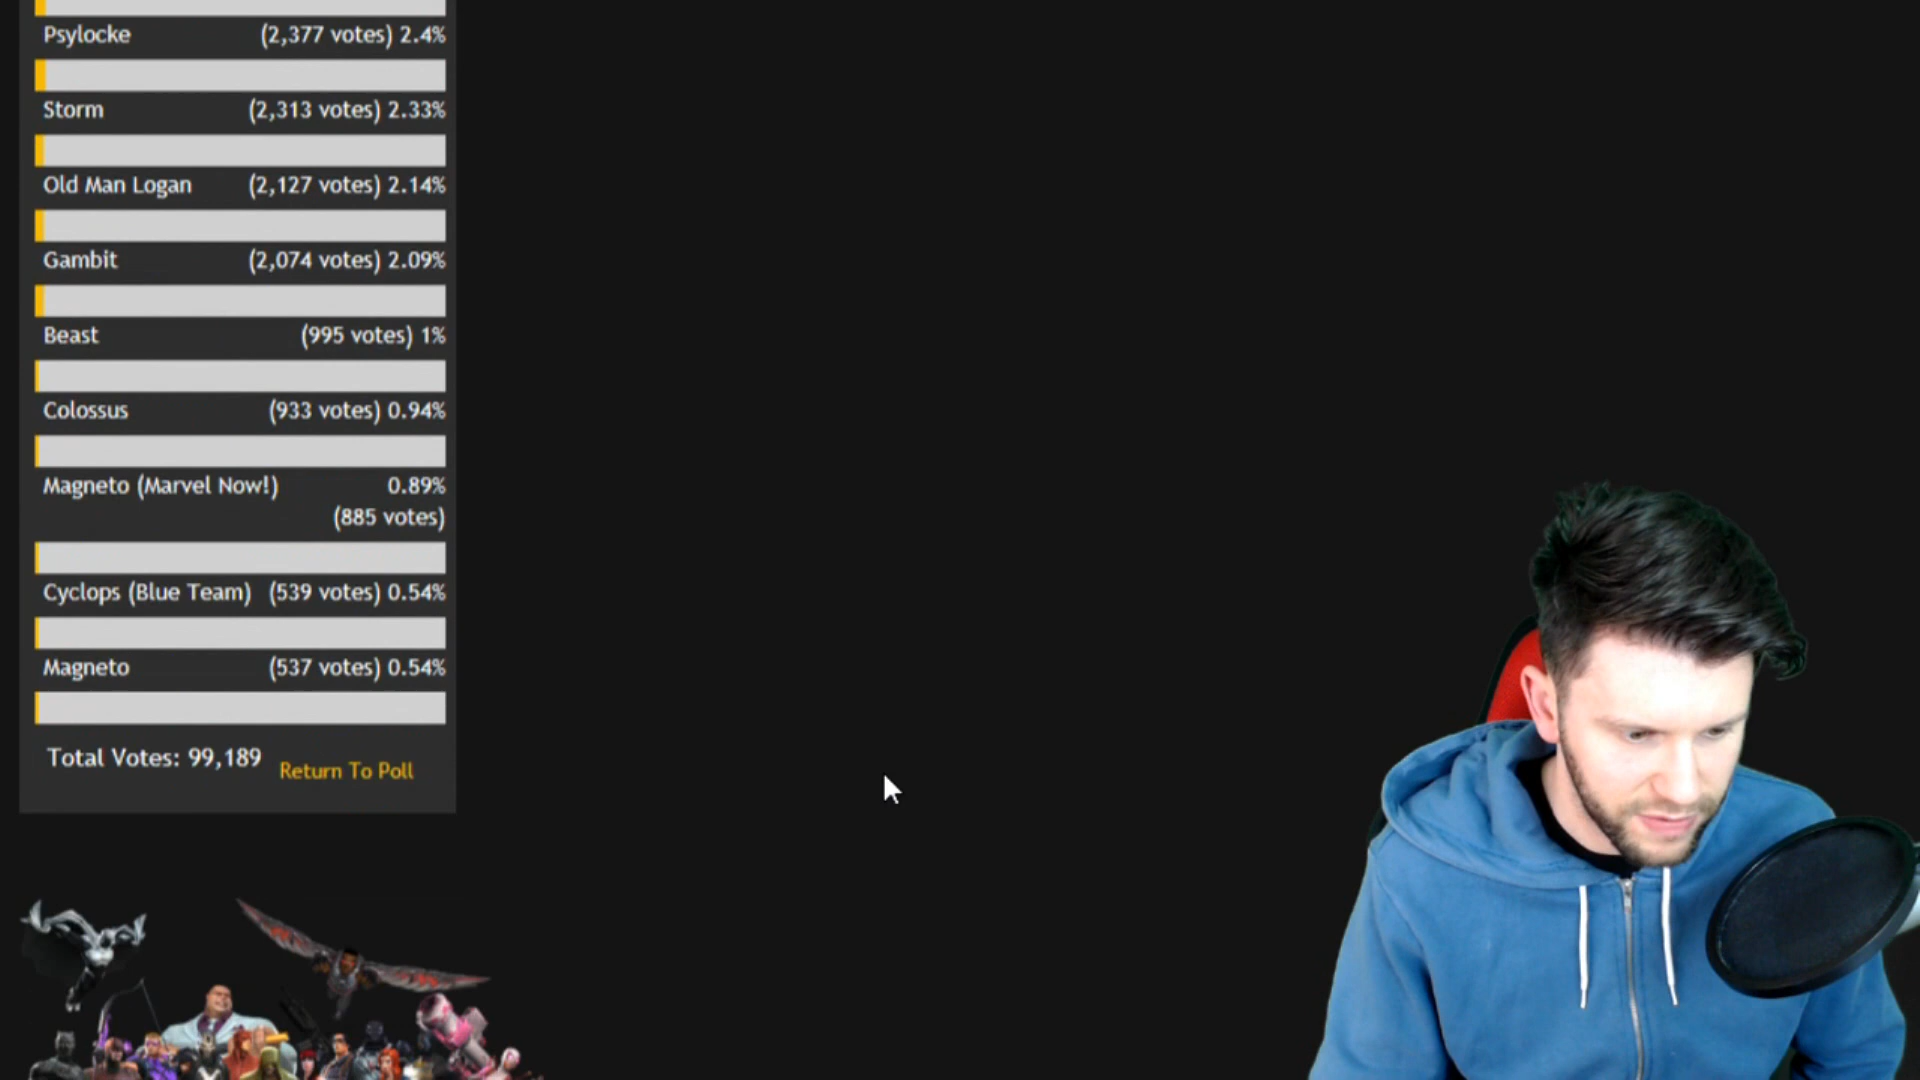 Psylocke (2,377 votes) 2.4%
Storm (2,313 votes) 2.33%
Old Man Logan (2,127 votes) 2.14%
Gambit (2,074 votes) 2.09%
Beast (995 votes) 1%
Colossus (933 votes) 0.94%
Magneto (Marvel Now!) 0.89%
(885 votes)
Cyclops (Blue Team) (539 votes) 0.54%
Magneto (537 votes) 0.54%
Total Votes: 99,189
Return To Poll